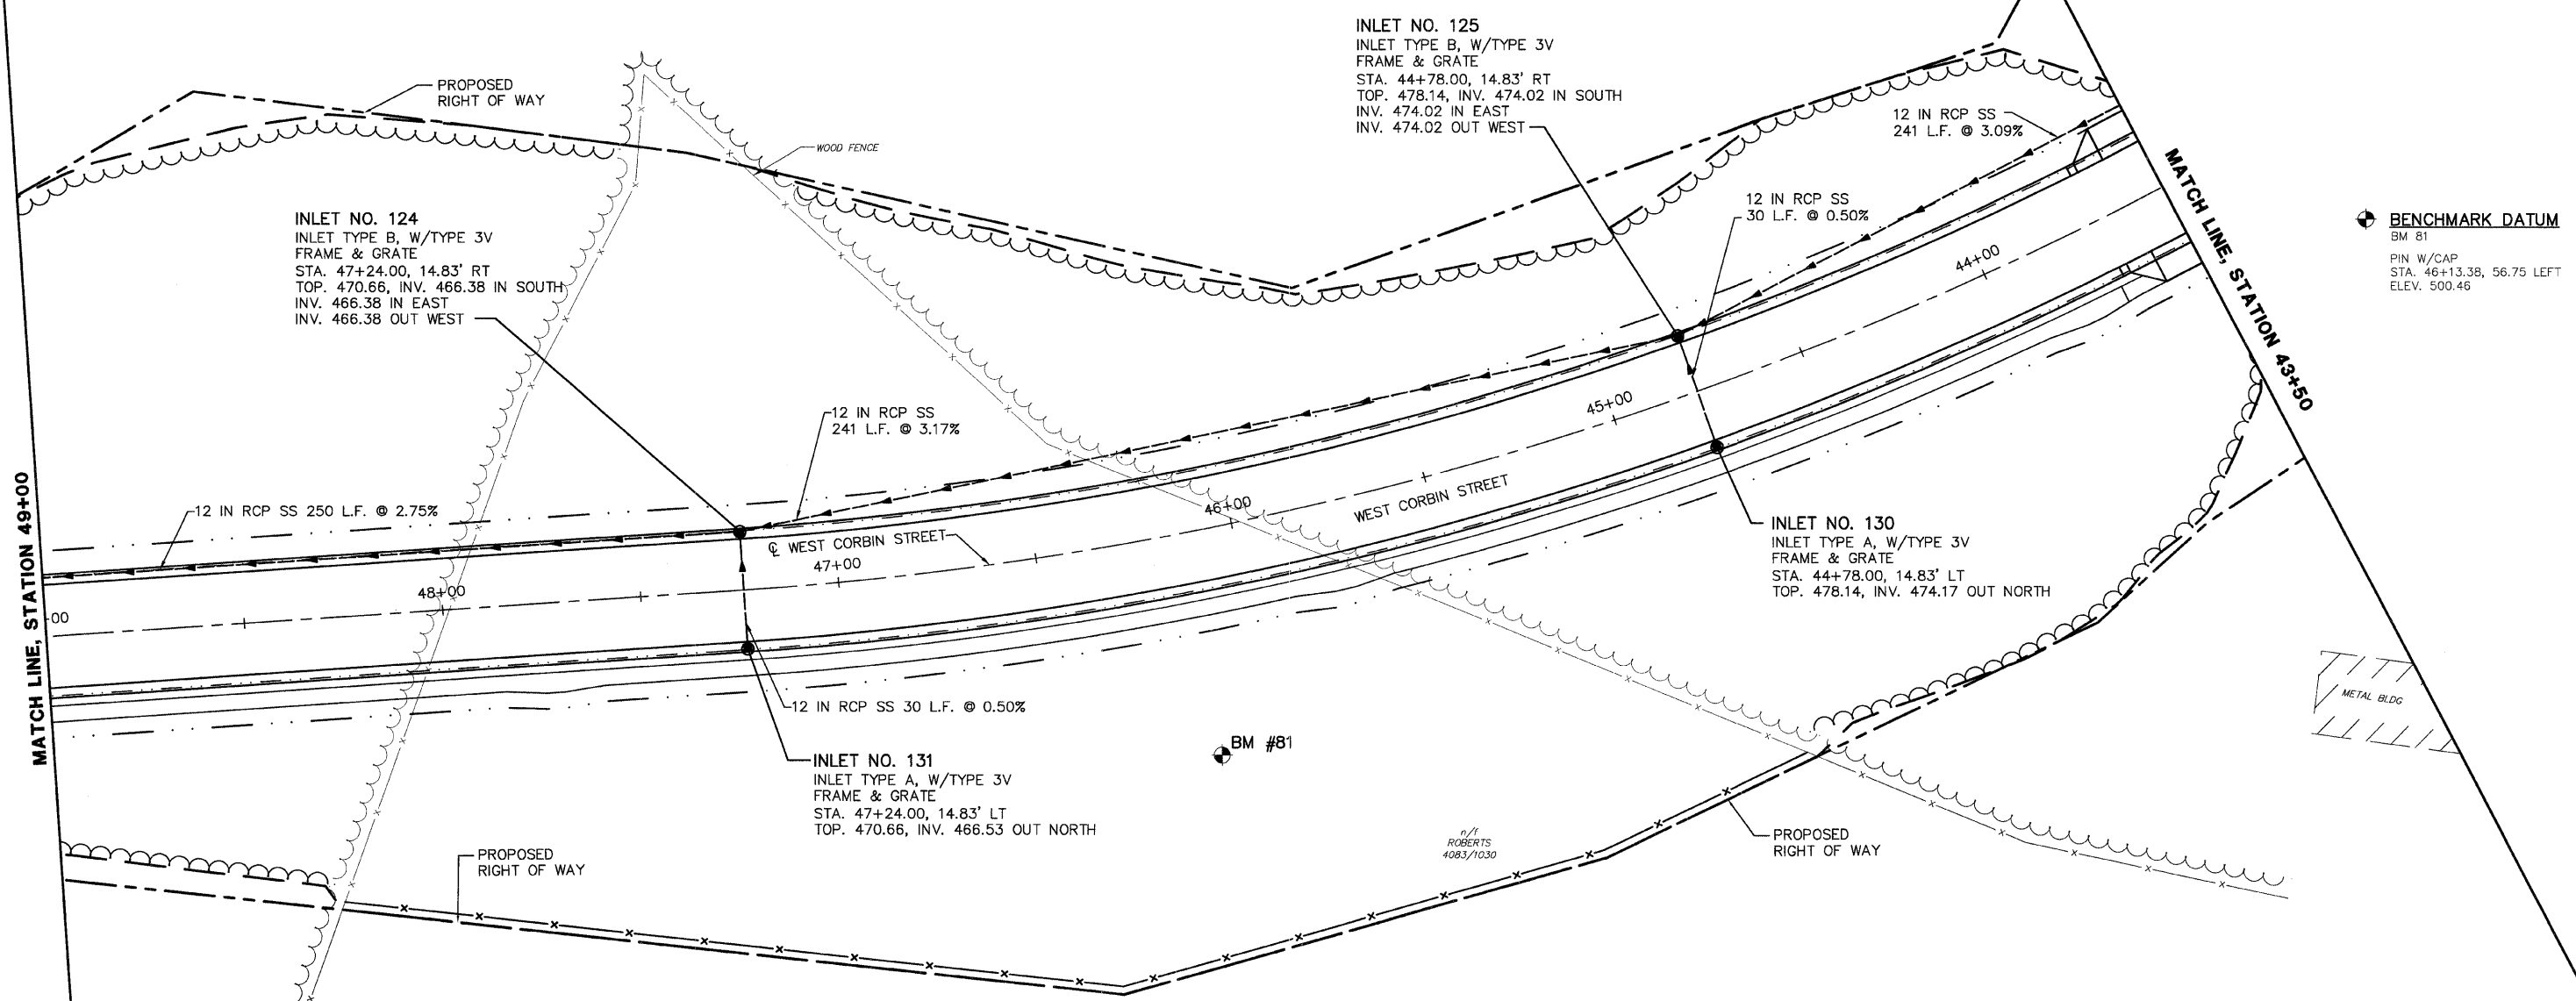 INLET NO. 125
INLET TYPE B, W/TYPE 3V
FRAME & GRATE
STA. 44+78.00, 14.83' RT
TOP. 478.14, INV. 474.02 IN SOUTH
INV. 474.02 IN EAST
INV. 474.02 OUT WEST
PROPOSED
RIGHT OF WAY
WOOD FENCE
12 IN RCP SS
241 L.F. @ 3.09%
MATCH LINE, STATION 43+50
12 IN RCP SS
30 L.F. @ 0.50%
BENCHMARK DATUM
BM 81
PIN W/CAP
STA. 46+13.38, 56.75 LEFT
ELEV. 500.46
INLET NO. 124
INLET TYPE B, W/TYPE 3V
FRAME & GRATE
STA. 47+24.00, 14.83' RT
TOP. 470.66, INV. 466.38 IN SOUTH
INV. 466.38 IN EAST
INV. 466.38 OUT WEST
44+00
45+00
12 IN RCP SS
241 L.F. @ 3.17%
MATCH LINE, STATION 49+00
12 IN RCP SS 250 L.F. @ 2.75%
46+00
WEST CORBIN STREET
℄ WEST CORBIN STREET
47+00
48+00
00
INLET NO. 130
INLET TYPE A, W/TYPE 3V
FRAME & GRATE
STA. 44+78.00, 14.83' LT
TOP. 478.14, INV. 474.17 OUT NORTH
METAL BLDG
12 IN RCP SS 30 L.F. @ 0.50%
BM #81
INLET NO. 131
INLET TYPE A, W/TYPE 3V
FRAME & GRATE
STA. 47+24.00, 14.83' LT
TOP. 470.66, INV. 466.53 OUT NORTH
n/f
ROBERTS
4083/1030
PROPOSED
RIGHT OF WAY
PROPOSED
RIGHT OF WAY